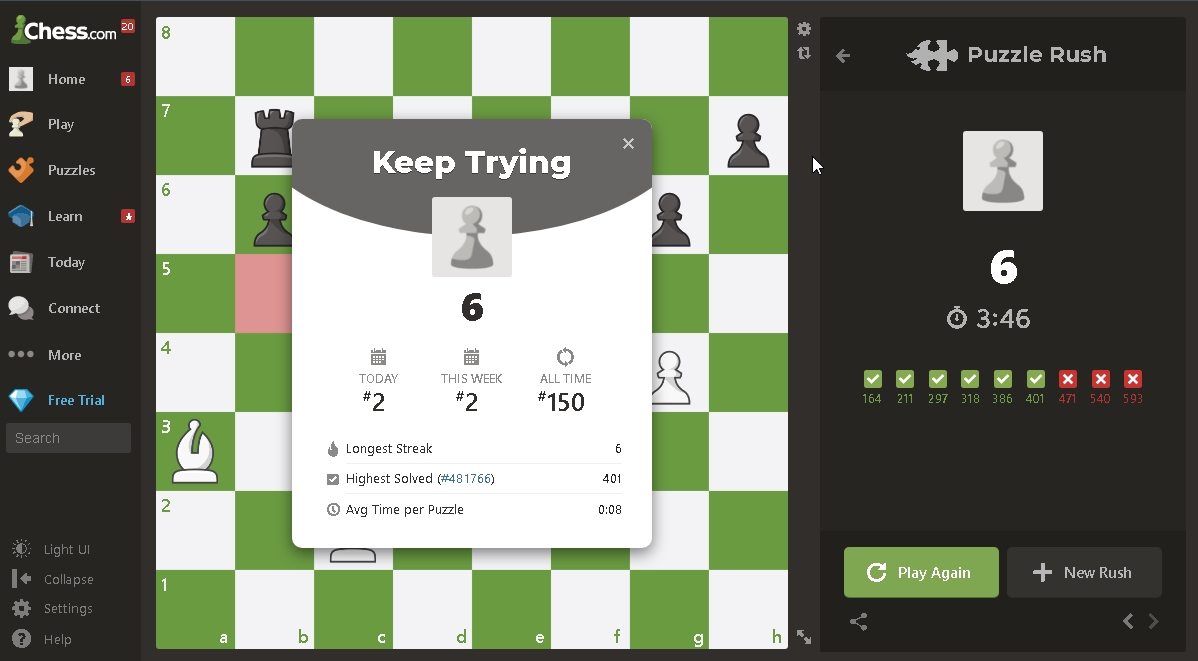 Chess.com 20
Home 6
Play
Puzzles
Learn
Today
Connect
More
Free Trial
Search
Light UI
Collapse
Settings
Help
8
7
6
5
4
3
2
1
a b c d e f g h
Keep Trying
6
TODAY
#2
THIS WEEK
#2
ALL TIME
#150
Longest Streak 6
Highest Solved (#481766) 401
Avg Time per Puzzle 0:08
Puzzle Rush
6
3:46
164 211 297 318 386 401 471 540 593
Play Again
New Rush